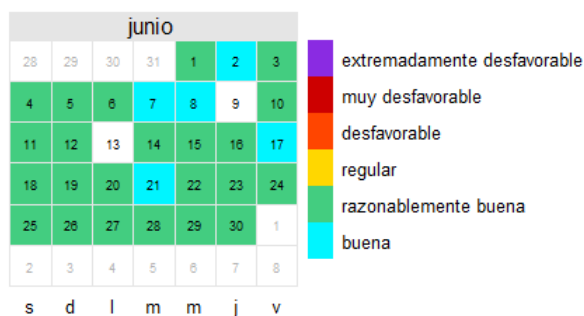 junio
28 29 30 31 1 2 3
4 5 6 7 8 9 10
11 12 13 14 15 16 17
18 19 20 21 22 23 24
25 26 27 28 29 30 1
2 3 4 5 6 7 8
s d l m m j v
extremadamente desfavorable
muy desfavorable
desfavorable
regular
razonablemente buena
buena